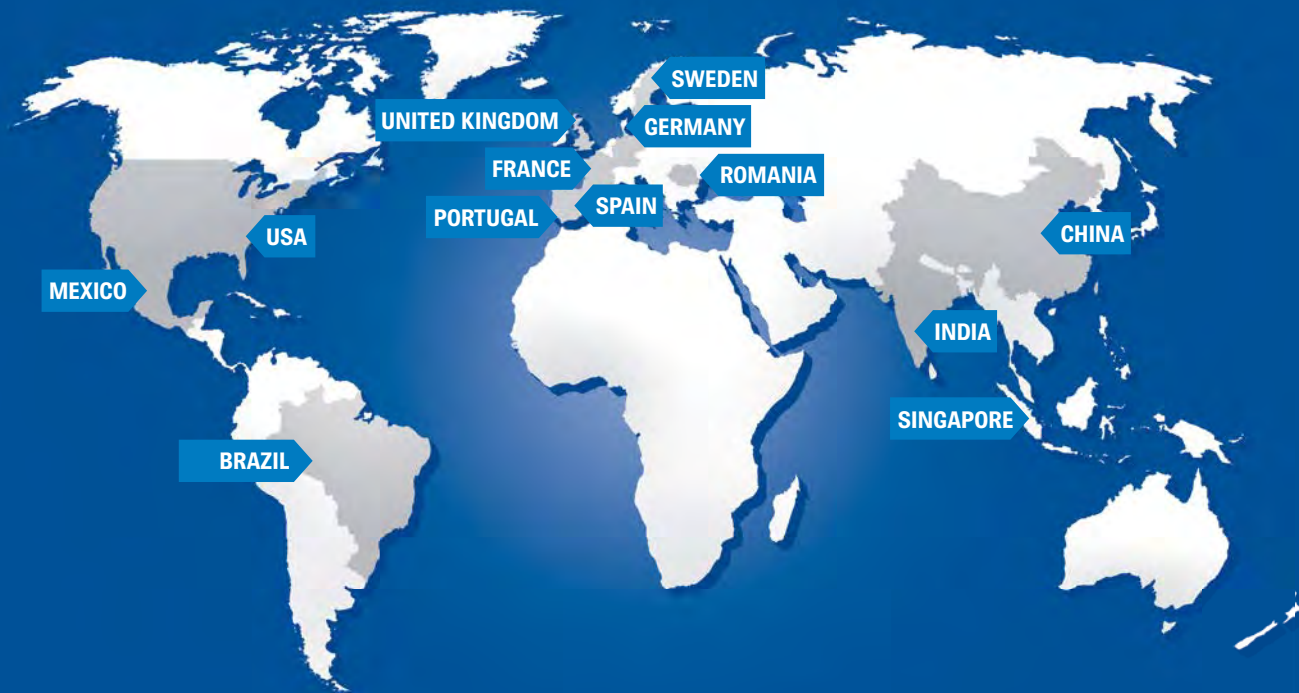 SWEDEN
UNITED KINGDOM
GERMANY
FRANCE
ROMANIA
SPAIN
PORTUGAL
USA
CHINA
MEXICO
INDIA
SINGAPORE
BRAZIL